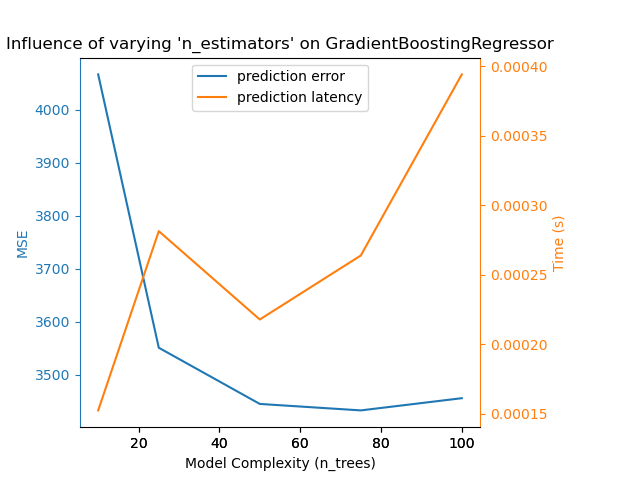 Influence of varying 'n_estimators' on GradientBoostingRegressor
prediction error
prediction latency
MSE
4000
3900
3800
3700
3600
3500
0.00040
0.00035
0.00030
0.00025
0.00020
0.00015
Time (s)
20 40 60 80 100
Model Complexity (n_trees)